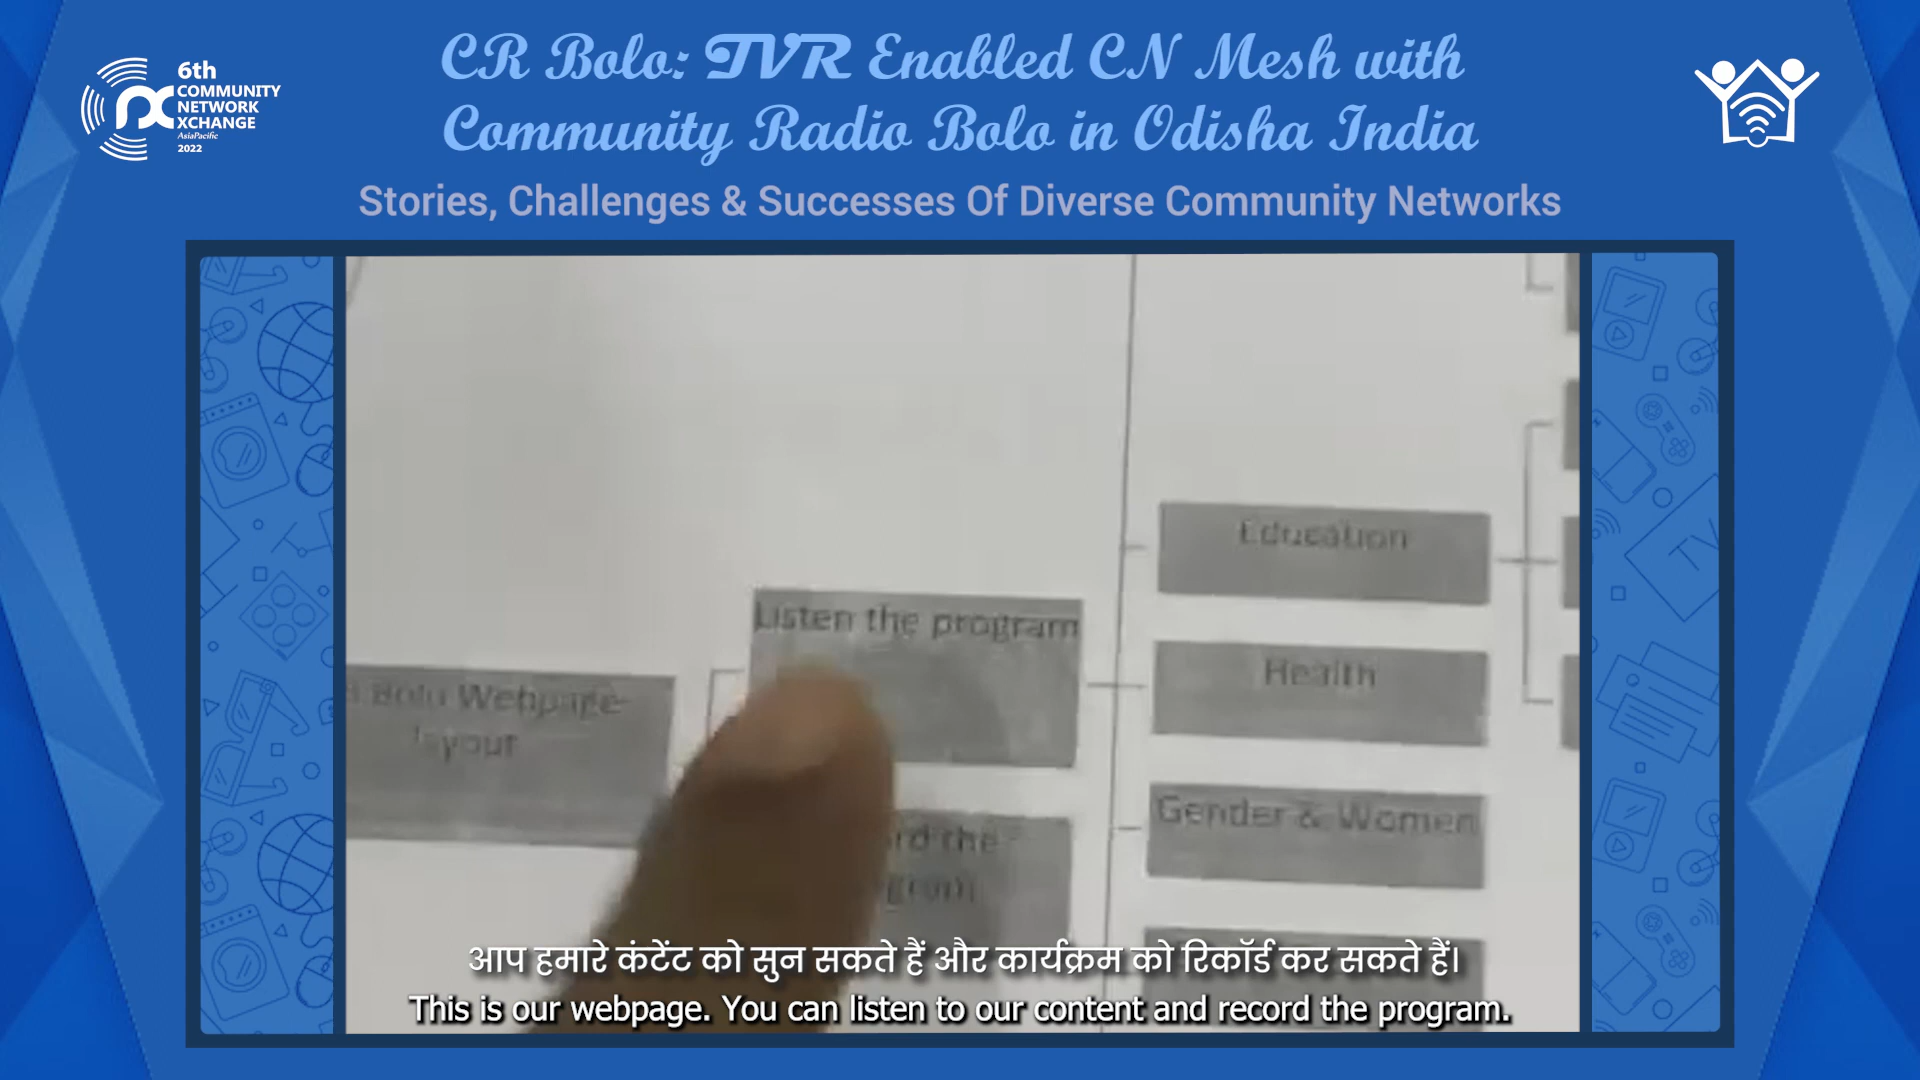 6th
COMMUNITY
NETWORK
XCHANGE
AsiaPacific
2022
CR Bolo: IVR Enabled CN Mesh with
Community Radio Bolo in Odisha India
Stories, Challenges & Successes Of Diverse Community Networks
Education
Listen the program
Health
Bolo Webpage
layout
Gender & Women
the
आप हमारे कंटेंट को सुन सकते हैं और कार्यक्रम को रिकॉर्ड कर सकते हैं।
This is our webpage. You can listen to our content and record the program.